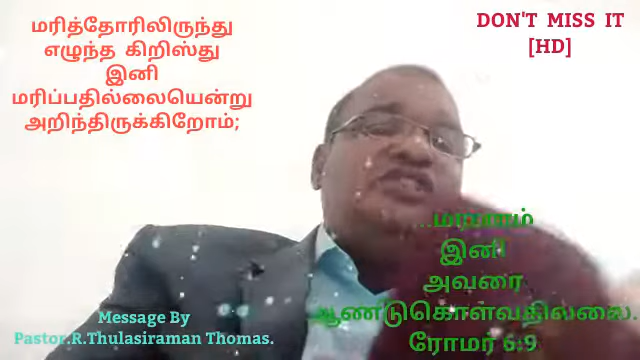 மரித்தோரிலிருந்து
எழுந்த கிறிஸ்து
இனி
மரிப்பதில்லையென்று
அறிந்திருக்கிறோம்;
DON'T MISS IT
[HD]
...மரணம்
இனி
அவரை
ஆண்டுகொள்வதில்லை.
ரோமர் 6:9
Message By
Pastor.R.Thulasiraman Thomas.